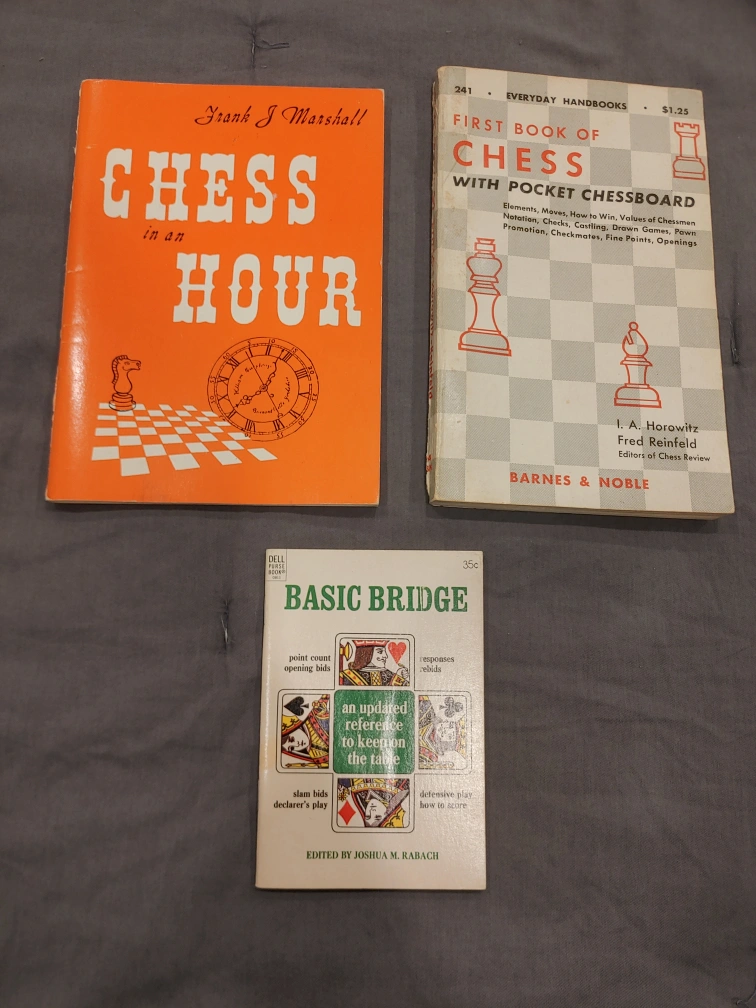 Frank J Marshall
CHESS
in an
HOUR
241 • EVERYDAY HANDBOOKS • $1.25
FIRST BOOK OF
CHESS
WITH POCKET CHESSBOARD
Elements, Moves, How to Win, Values of Chessmen
Notation, Checks, Castling, Drawn Games, Pawn
Promotion, Checkmates, Fine Points, Openings
I. A. Horowitz
Fred Reinfeld
Editors of Chess Review
BARNES & NOBLE
DELL
PURSE
BOOK
35c
BASIC BRIDGE
point count
opening bids
responses
rebids
an updated
reference
to keep on
the table
slam bids
declarer's play
defensive play
how to score
EDITED BY JOSHUA M. RABACH